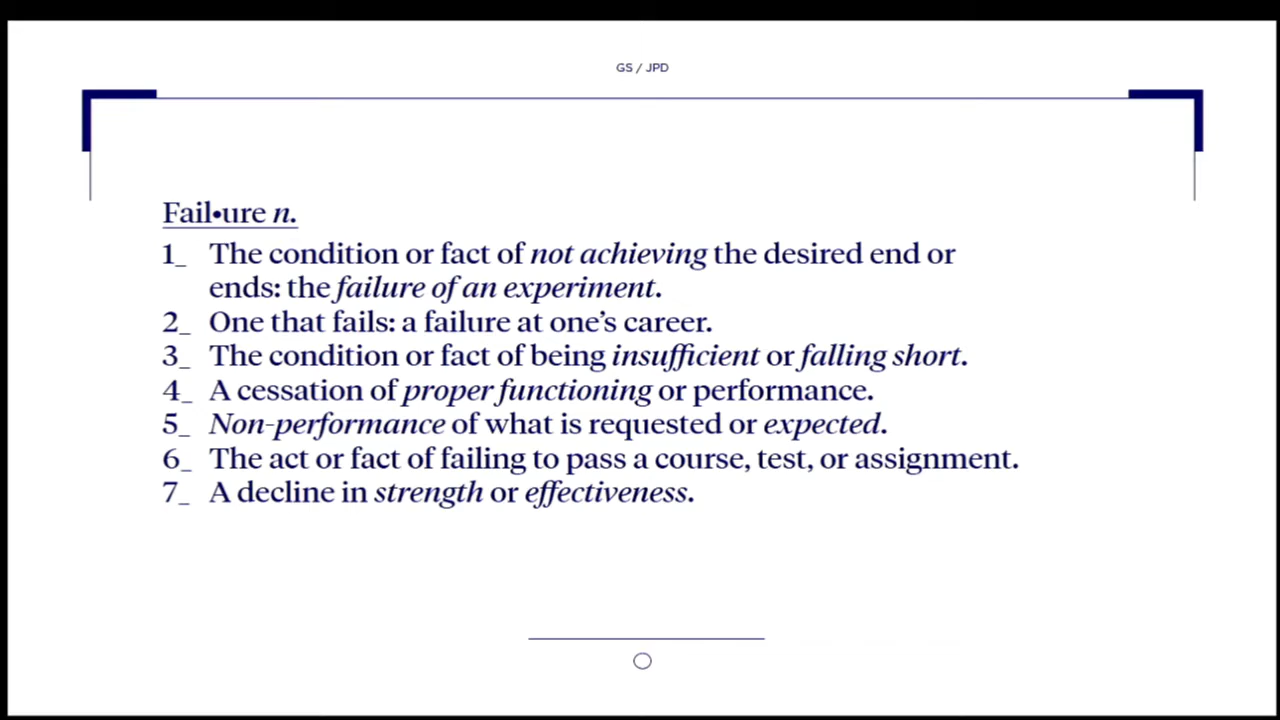 GS / JPD
Fail•ure n.
1_ The condition or fact of not achieving the desired end or
ends: the failure of an experiment.
2_ One that fails: a failure at one’s career.
3_ The condition or fact of being insufficient or falling short.
4_ A cessation of proper functioning or performance.
5_ Non-performance of what is requested or expected.
6_ The act or fact of failing to pass a course, test, or assignment.
7_ A decline in strength or effectiveness.